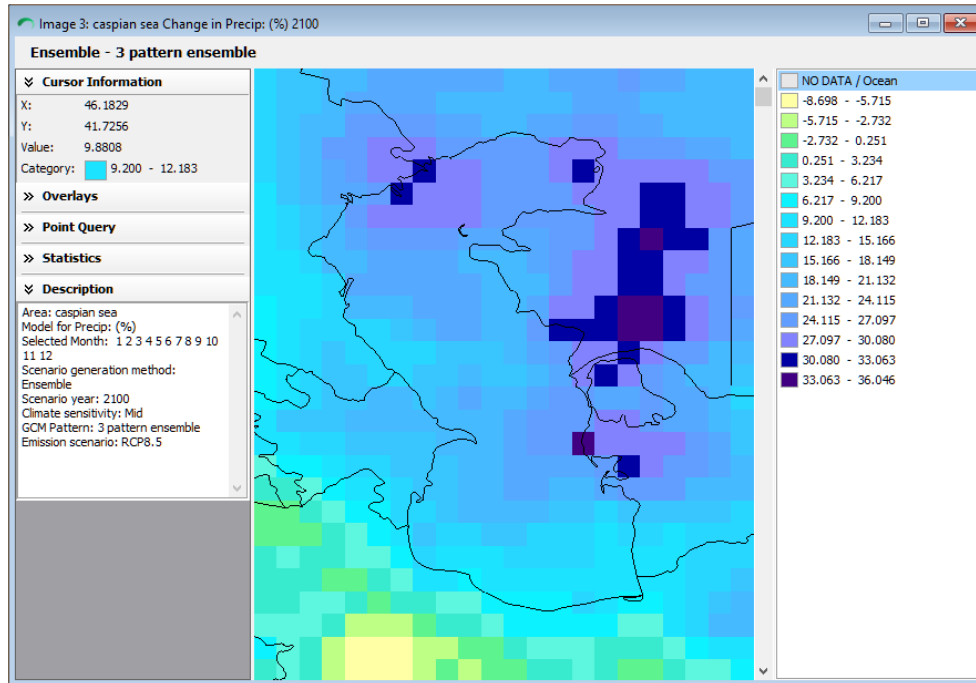 Image 3: caspian sea Change in Precip: (%) 2100
Ensemble - 3 pattern ensemble
Cursor Information
X: 46.1829
Y: 41.7256
Value: 9.8808
Category: 9.200 - 12.183
Overlays
Point Query
Statistics
Description
Area: caspian sea
Model for Precip: (%)
Selected Month: 1 2 3 4 5 6 7 8 9 10
11 12
Scenario generation method:
Ensemble
Scenario year: 2100
Climate sensitivity: Mid
GCM Pattern: 3 pattern ensemble
Emission scenario: RCP8.5
NO DATA / Ocean
-8.698 - -5.715
-5.715 - -2.732
-2.732 - 0.251
0.251 - 3.234
3.234 - 6.217
6.217 - 9.200
9.200 - 12.183
12.183 - 15.166
15.166 - 18.149
18.149 - 21.132
21.132 - 24.115
24.115 - 27.097
27.097 - 30.080
30.080 - 33.063
33.063 - 36.046